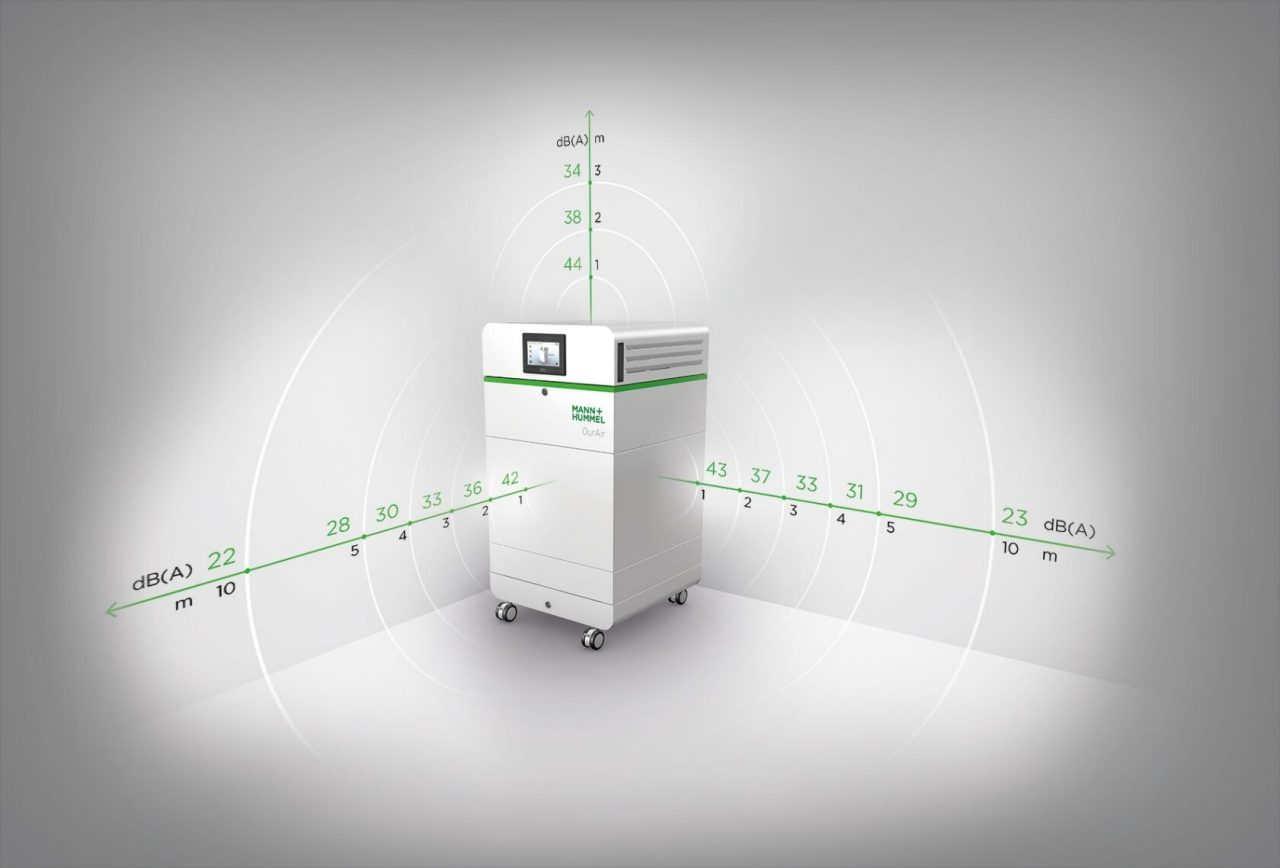 dB(A) m
34 3
38 2
44 1
MANN+
HUMMEL
OurAir
dB(A) 22 28 30 33 36 42
m 10 5 4 3 2 1
43 37 33 31 29 23 dB(A)
1 2 3 4 5 10 m